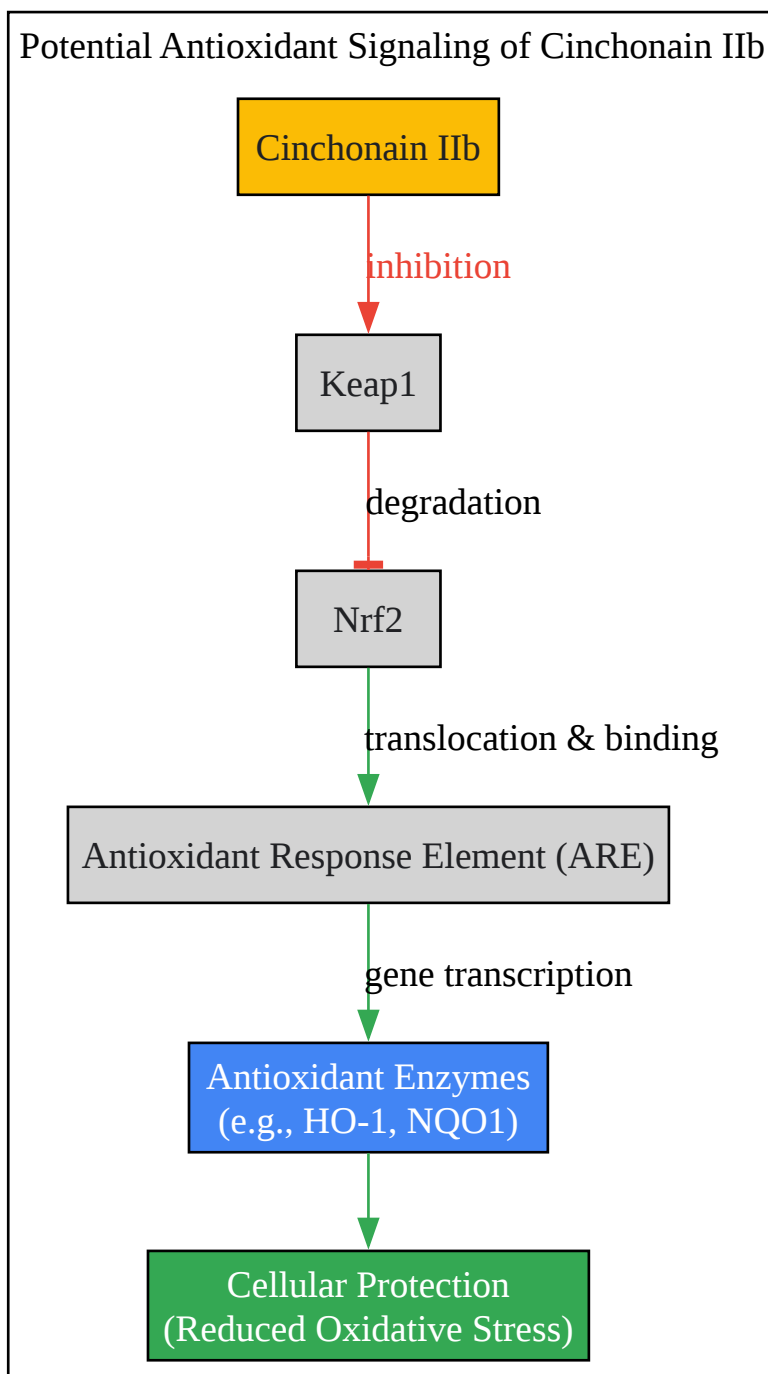 Potential Antioxidant Signaling of Cinchonain IIb
Cinchonain IIb
inhibition
Keap1
degradation
Nrf2
translocation & binding
Antioxidant Response Element (ARE)
gene transcription
Antioxidant Enzymes
(e.g., HO-1, NQO1)
Cellular Protection
(Reduced Oxidative Stress)